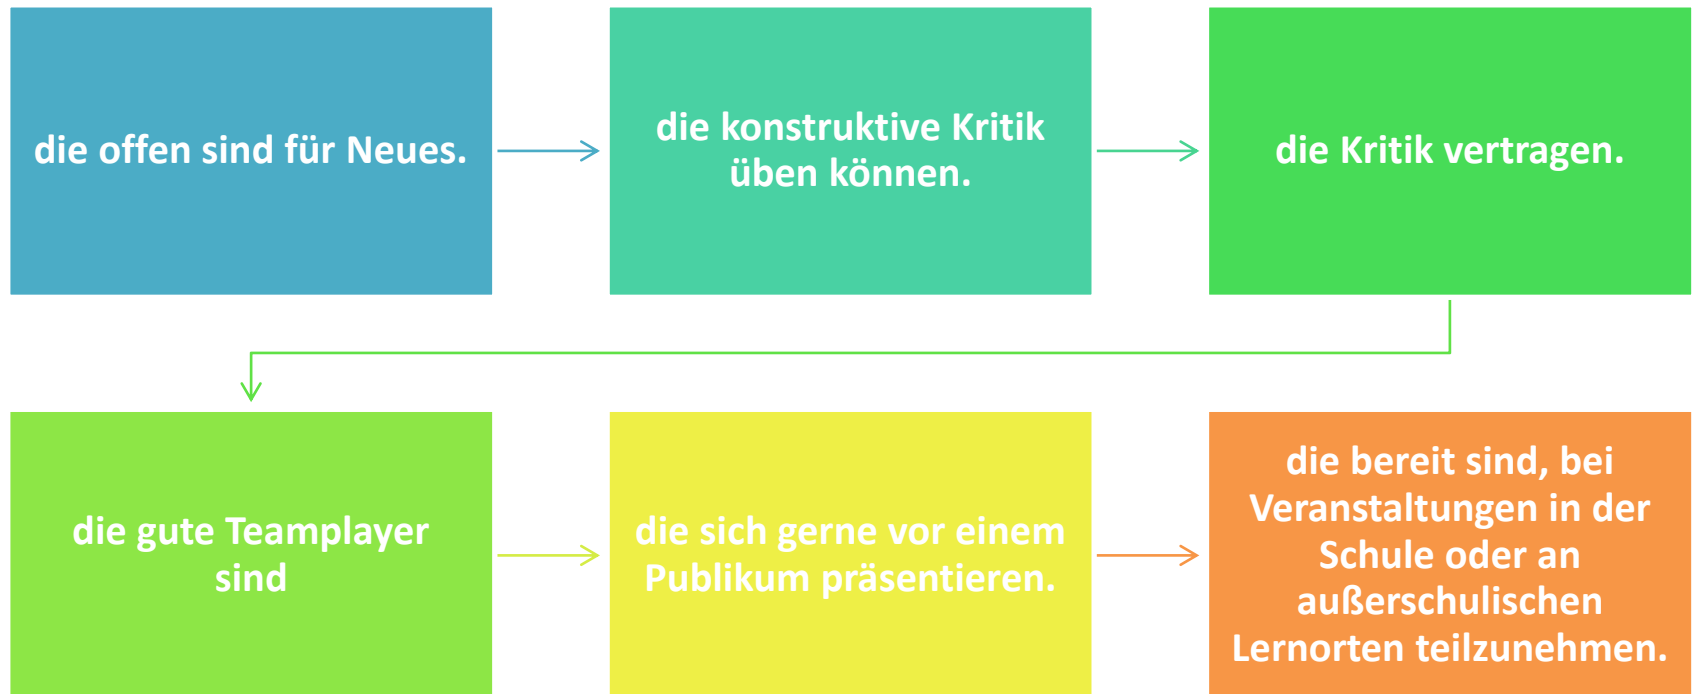 die offen sind für Neues.
die konstruktive Kritik
üben können.
die Kritik vertragen.
die gute Teamplayer
sind
die sich gerne vor einem
Publikum präsentieren.
die bereit sind, bei
Veranstaltungen in der
Schule oder an
außerschulischen
Lernorten teilzunehmen.